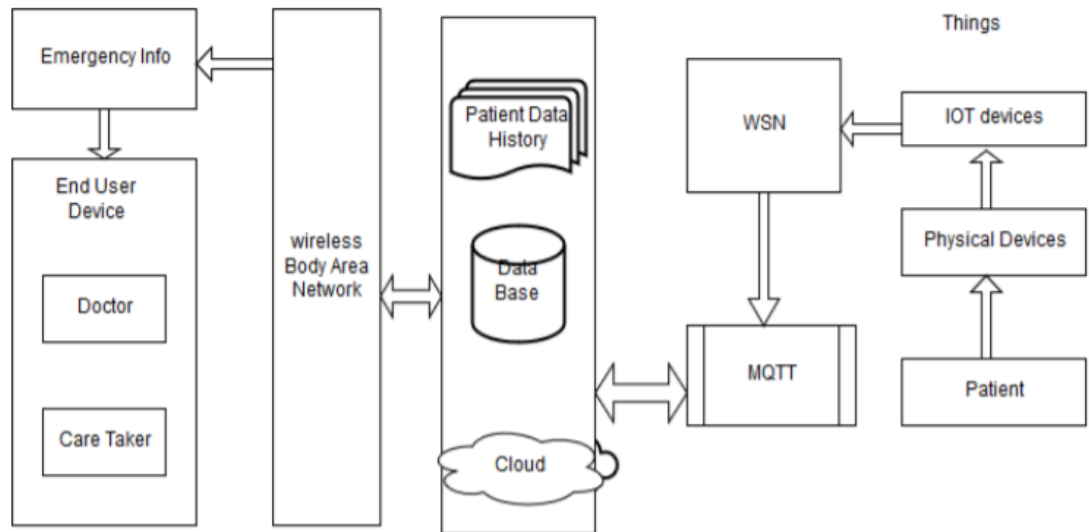 Emergency Info
End User
Device
Doctor
Care Taker
wireless
Body Area
Network
Patient Data
History
Data
Base
Cloud
WSN
MQTT
Things
IOT devices
Physical Devices
Patient